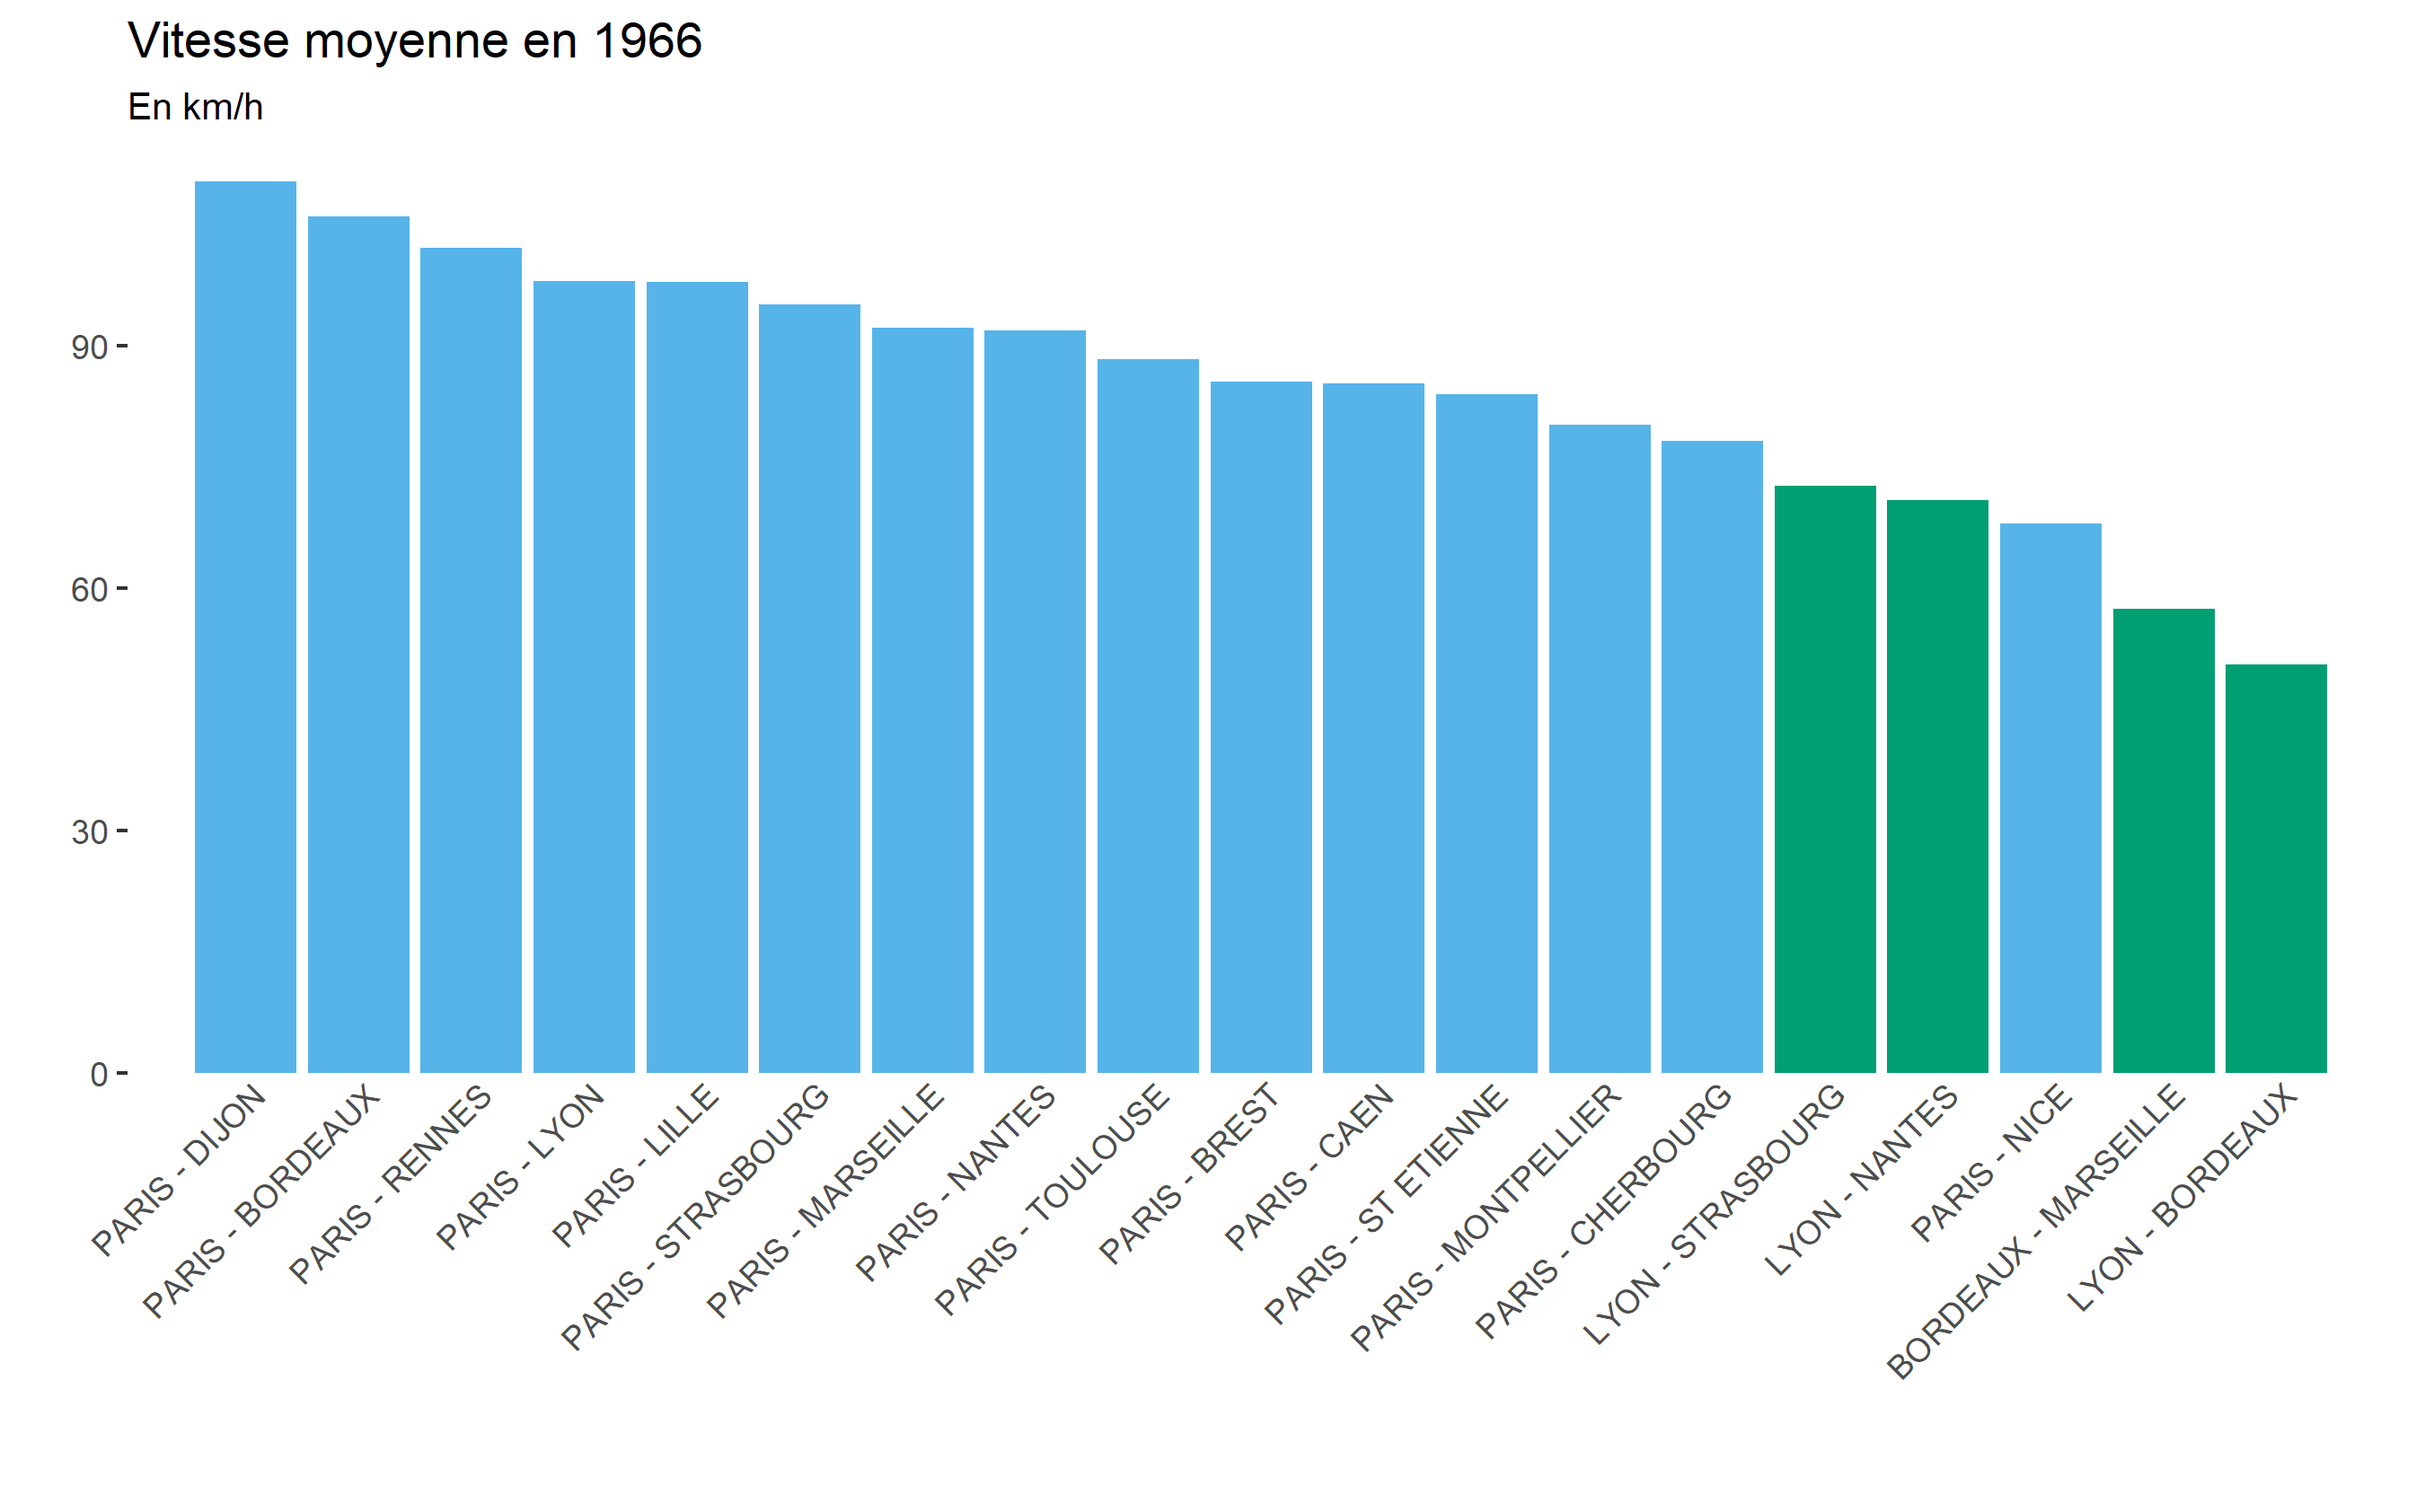 Vitesse moyenne en 1966
En km/h
90
60
30
0
PARIS - DIJON
PARIS - BORDEAUX
PARIS - RENNES
PARIS - LYON
PARIS - LILLE
PARIS - STRASBOURG
PARIS - MARSEILLE
PARIS - NANTES
PARIS - TOULOUSE
PARIS - BREST
PARIS - CAEN
PARIS - ST ETIENNE
PARIS - MONTPELLIER
PARIS - CHERBOURG
LYON - STRASBOURG
LYON - NANTES
PARIS - NICE
BORDEAUX - MARSEILLE
LYON - BORDEAUX